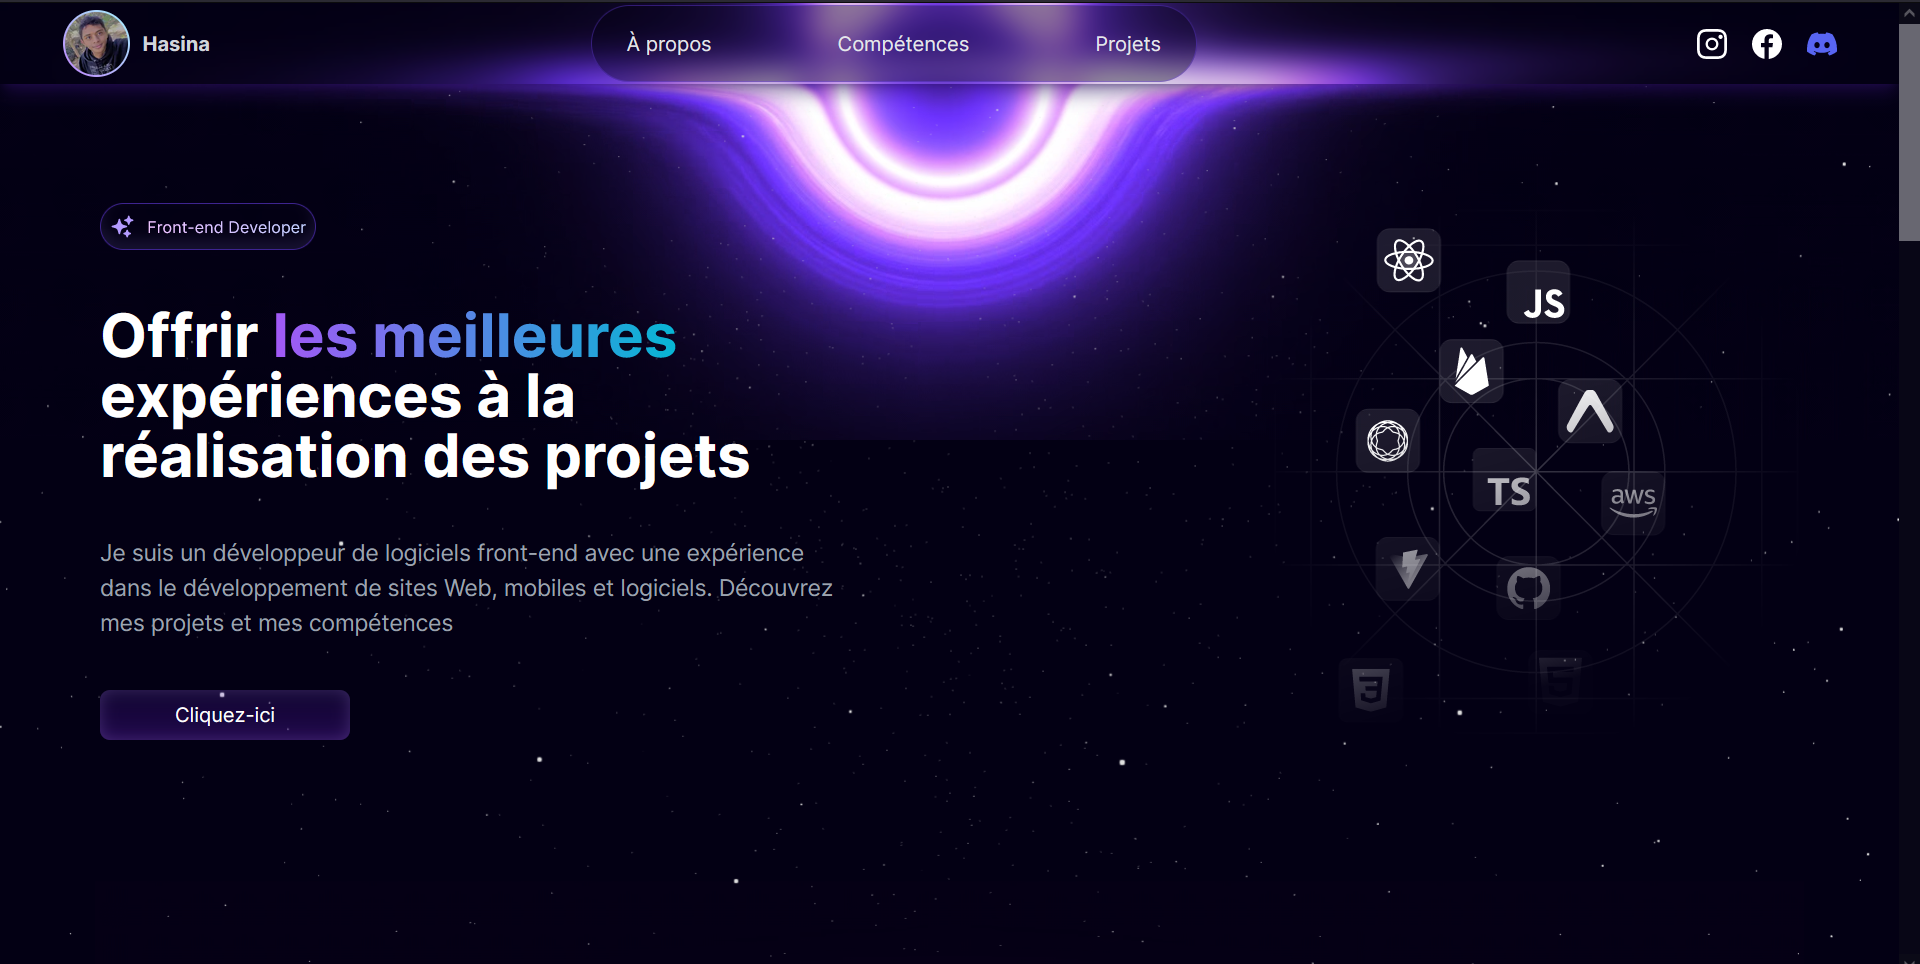 Hasina
À propos
Compétences
Projets
Front-end Developer
Offrir les meilleures
expériences à la
réalisation des projets
Je suis un développeur de logiciels front-end avec une expérience
dans le développement de sites Web, mobiles et logiciels. Découvrez
mes projets et mes compétences
Cliquez-ici
JS
TS
aws
3
5